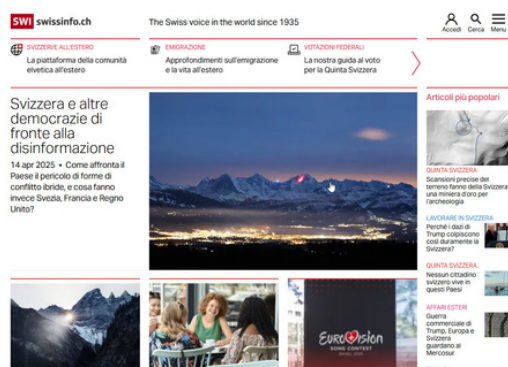 SWI swissinfo.ch
The Swiss voice in the world since 1935
Accedi
Cerca
Menu
SVIZZERI/E ALL'ESTERO
La piattaforma della comunità
elvetica all'estero
EMIGRAZIONE
Approfondimenti sull'emigrazione
e la vita all'estero
VOTAZIONI FEDERALI
La nostra guida al voto
per la Quinta Svizzera
Svizzera e altre
democrazie di
fronte alla
disinformazione
14 apr 2025 • Come affronta il
Paese il pericolo di forme di
conflitto ibride, e cosa fanno
invece Svezia, Francia e Regno
Unito?
EUROVISION
SONG CONTEST
BASEL 2025
Articoli più popolari
QUINTA SVIZZERA
Scansioni precise del
terreno fanno della Svizzera
una miniera d'oro per
l'archeologia
LAVORARE IN SVIZZERA
Perché i dazi di
Trump colpiscono
così duramente la
Svizzera?
QUINTA SVIZZERA
Nessun cittadino
svizzero vive in
questi Paesi
AFFARI ESTERI
Guerra
commerciale di
Trump, Europa e
Svizzera
guardano al
Mercosur